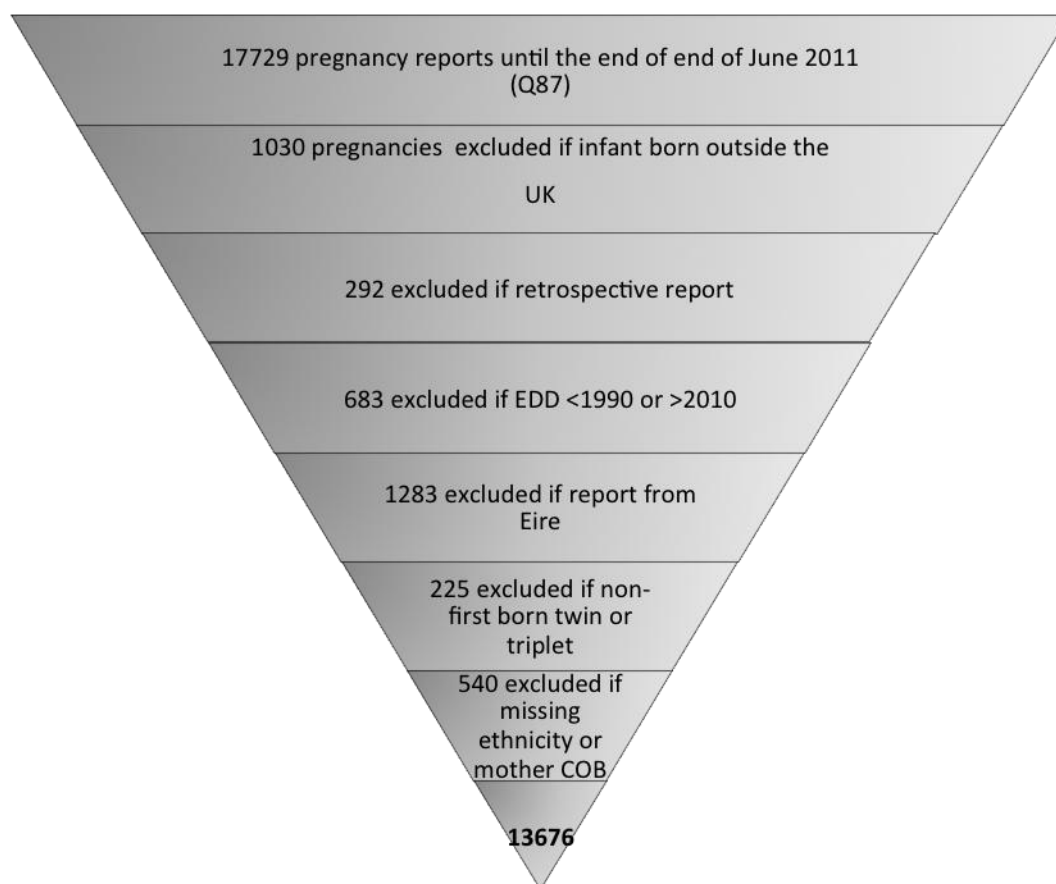 17729 pregnancy reports until the end of end of June 2011
(Q87)
1030 pregnancies excluded if infant born outside the
UK
292 excluded if retrospective report
683 excluded if EDD <1990 or >2010
1283 excluded if report from
Eire
225 excluded if non-
first born twin or
triplet
540 excluded if
missing
ethnicity or
mother COB
13676